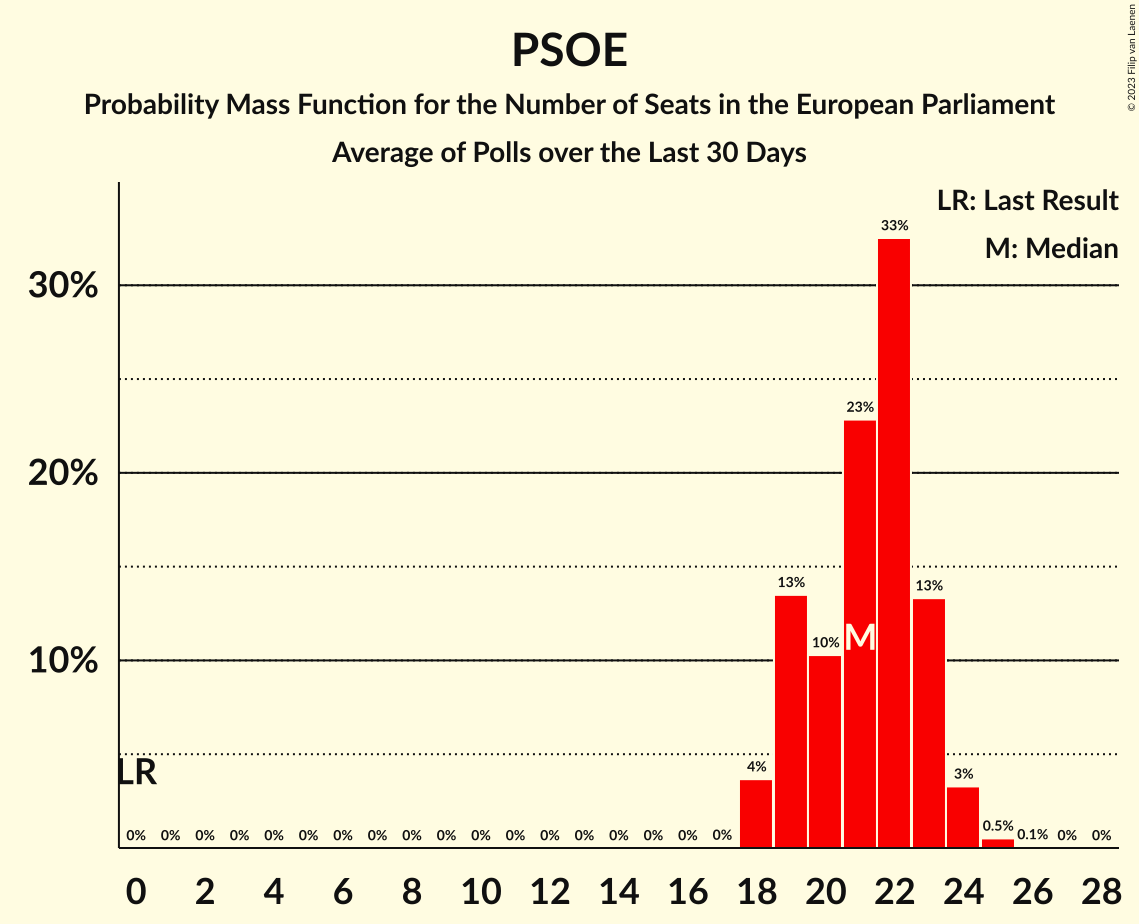 © 2023 Filip van Laenen
PSOE
Probability Mass Function for the Number of Seats in the European Parliament
Average of Polls over the Last 30 Days
LR: Last Result
M: Median
30%
20%
10%
33%
23%
13%
13%
10%
M
LR
4%
3%
0% 0% 0% 0% 0% 0% 0% 0% 0% 0% 0% 0% 0% 0% 0% 0% 0% 0% 0.5% 0.1% 0% 0%
0 2 4 6 8 10 12 14 16 18 20 22 24 26 28